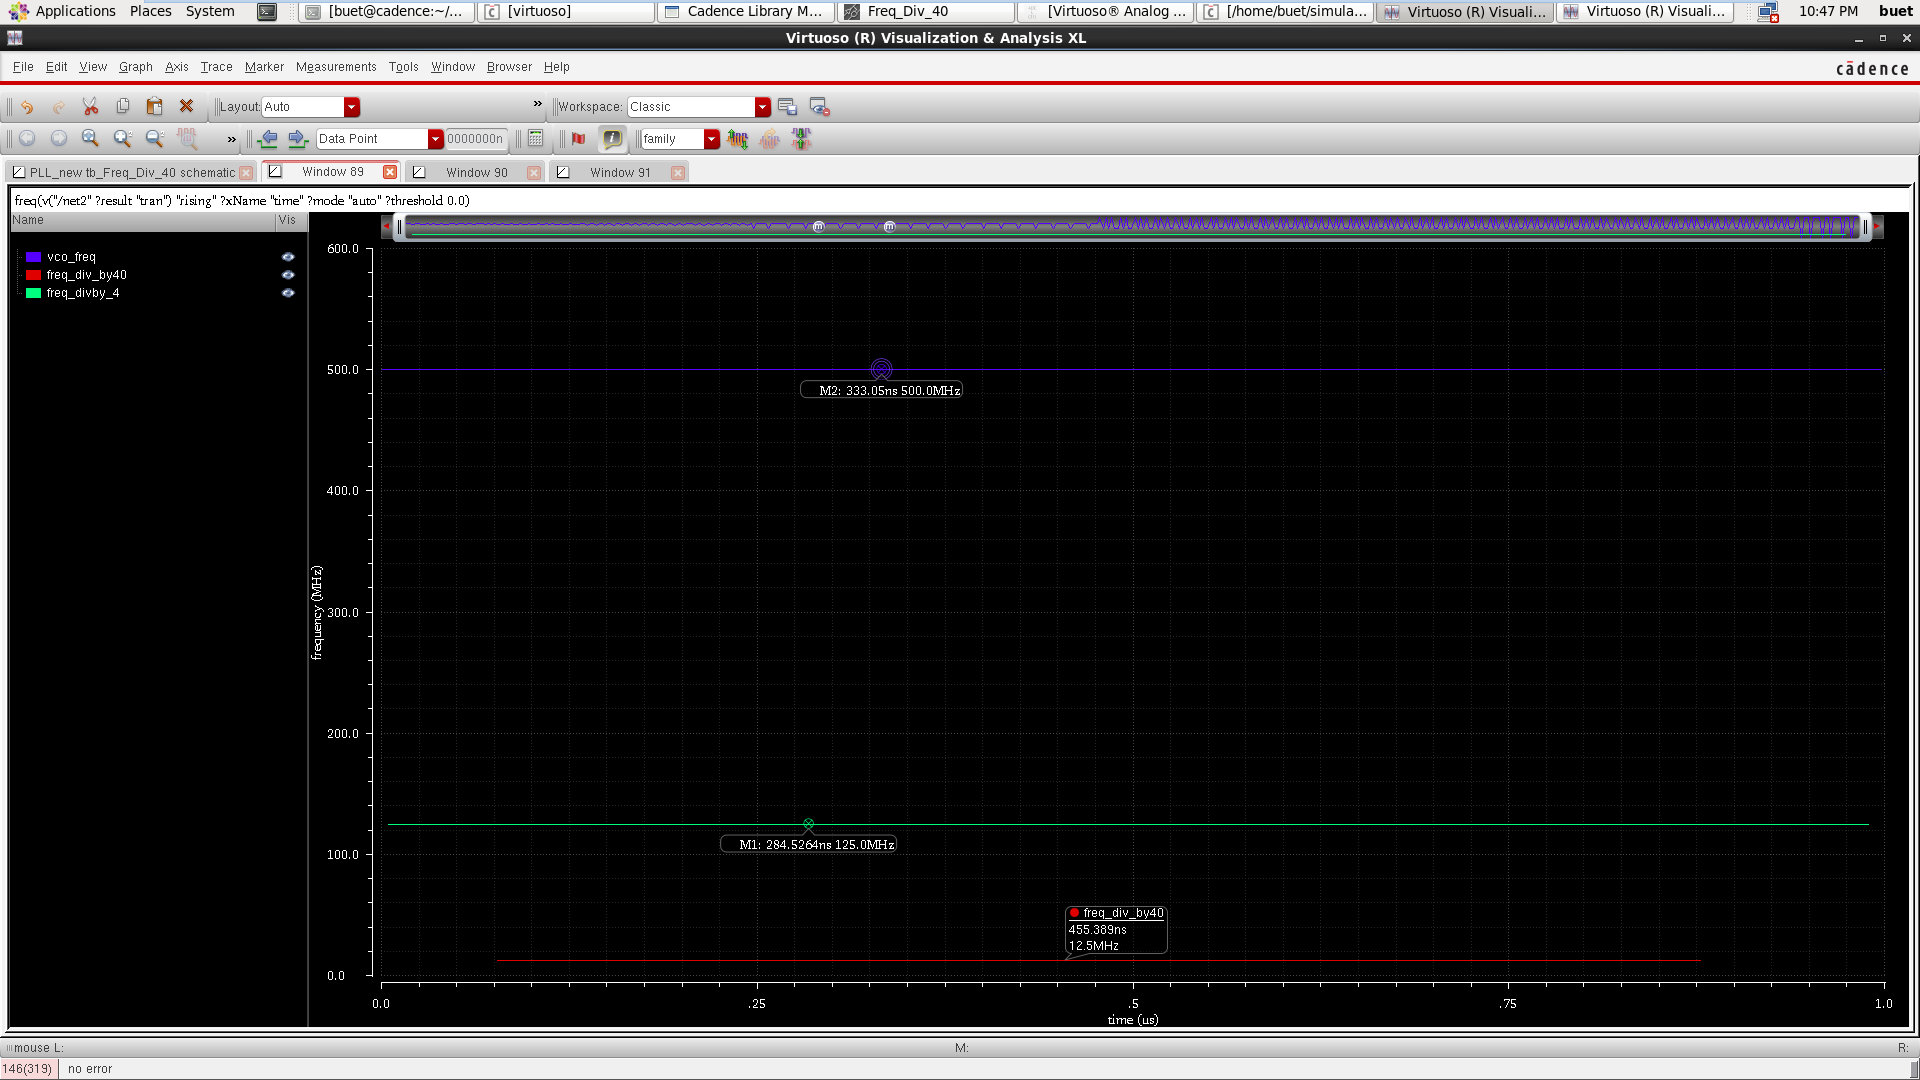 Applications Places System [buet@cadence:~/... [virtuoso] Cadence Library M... Freq_Div_40 [Virtuoso® Analog ... [/home/buet/simula... Virtuoso (R) Visuali... Virtuoso (R) Visuali... 10:47 PM buet
Virtuoso (R) Visualization & Analysis XL
File Edit View Graph Axis Trace Marker Measurements Tools Window Browser Help
cādence
Layout: Auto » Workspace: Classic
» Data Point 0000000n family
PLL_new tb_Freq_Div_40 schematic Window 89 Window 90 Window 91
freq(v("/net2" ?result "tran") "rising" ?xName "time" ?mode "auto" ?threshold 0.0)
Name Vis
vco_freq
freq_div_by40
freq_divby_4
600.0
500.0
M2: 333.05ns 500.0MHz
400.0
frequency (MHz)
300.0
200.0
M1: 284.5264ns 125.0MHz
100.0
freq_div_by40
455.389ns
12.5MHz
0.0
0.0 .25 .5 .75 1.0
time (us)
mouse L: M: R:
146(319) no error